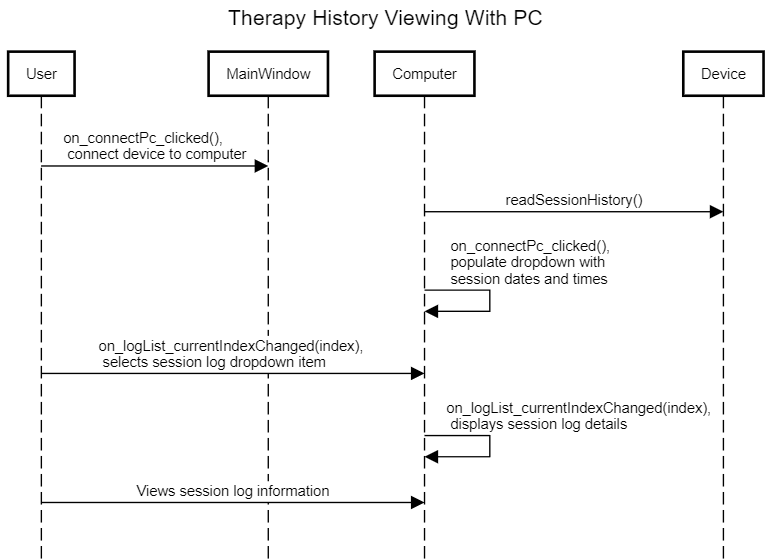 Therapy History Viewing With PC
User
MainWindow
Computer
Device
on_connectPc_clicked(),
connect device to computer
readSessionHistory()
on_connectPc_clicked(),
populate dropdown with
session dates and times
on_logList_currentIndexChanged(index),
selects session log dropdown item
on_logList_currentIndexChanged(index),
displays session log details
Views session log information